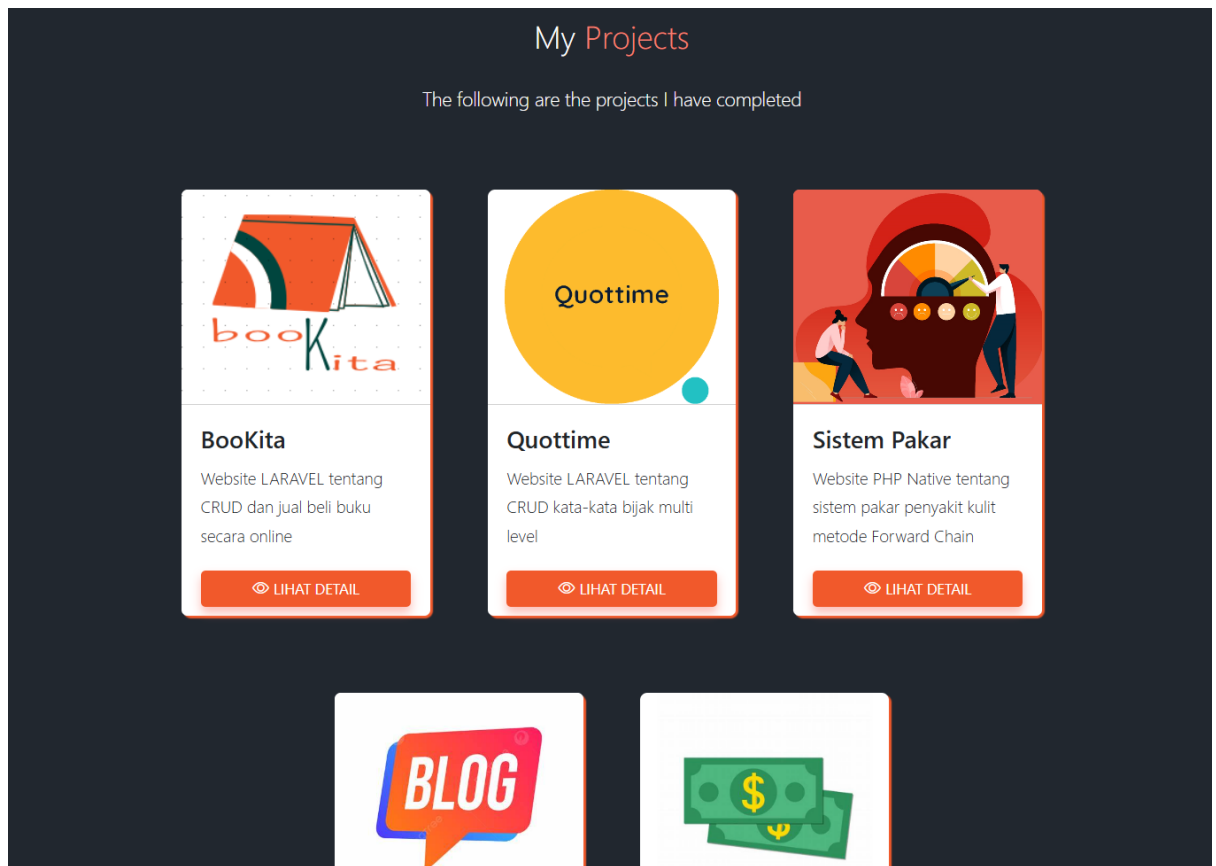 My Projects
The following are the projects I have completed
booKita
Quottime
BooKita
Website LARAVEL tentang
CRUD dan jual beli buku
secara online
LIHAT DETAIL
Quottime
Website LARAVEL tentang
CRUD kata-kata bijak multi
level
LIHAT DETAIL
Sistem Pakar
Website PHP Native tentang
sistem pakar penyakit kulit
metode Forward Chain
LIHAT DETAIL
BLOG
$
$